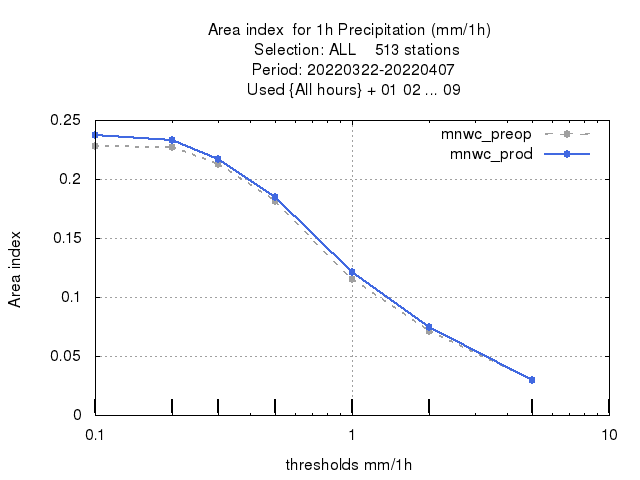 Area index  for 1h Precipitation (mm/1h)
Selection: ALL    513 stations
Period: 20220322-20220407
Used {All hours} + 01 02 ... 09
mnwc_preop
mnwc_prod
Area index
0.25
0.2
0.15
0.1
0.05
0
0.1
1
10
thresholds mm/1h